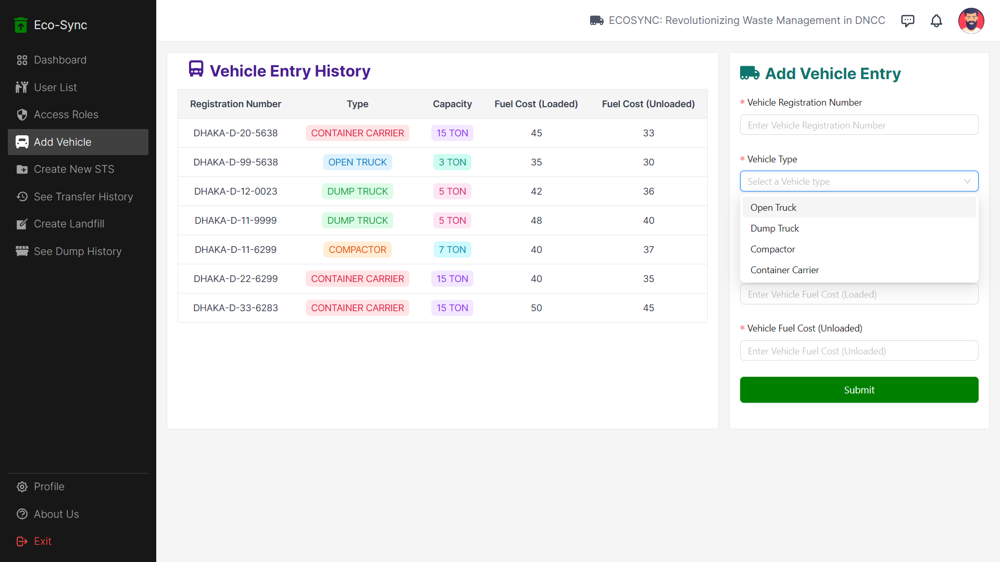 Eco-Sync
Dashboard
User List
Access Roles
Add Vehicle
Create New STS
See Transfer History
Create Landfill
See Dump History
Profile
About Us
Exit
ECOSYNC: Revolutionizing Waste Management in DNCC
Vehicle Entry History
Registration Number Type Capacity Fuel Cost (Loaded) Fuel Cost (Unloaded)
DHAKA-D-20-5638 CONTAINER CARRIER 15 TON 45 33
DHAKA-D-99-5638 OPEN TRUCK 3 TON 35 30
DHAKA-D-12-0023 DUMP TRUCK 5 TON 42 36
DHAKA-D-11-9999 DUMP TRUCK 5 TON 48 40
DHAKA-D-11-6299 COMPACTOR 7 TON 40 37
DHAKA-D-22-6299 CONTAINER CARRIER 15 TON 40 35
DHAKA-D-33-6283 CONTAINER CARRIER 15 TON 50 45
Add Vehicle Entry
* Vehicle Registration Number
Enter Vehicle Registration Number
* Vehicle Type
Select a Vehicle type
Open Truck
Dump Truck
Compactor
Container Carrier
Enter Vehicle Fuel Cost (Loaded)
* Vehicle Fuel Cost (Unloaded)
Enter Vehicle Fuel Cost (Unloaded)
Submit